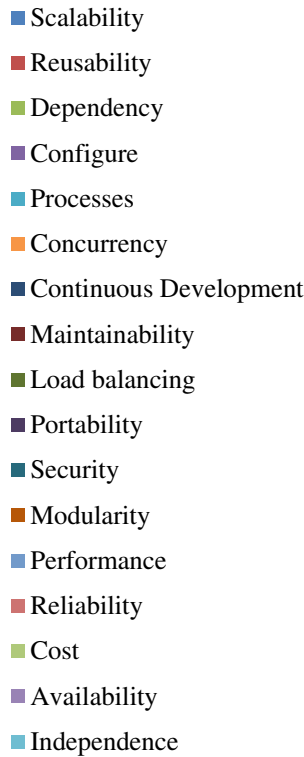 Scalability
Reusability
Dependency
Configure
Processes
Concurrency
Continuous Development
Maintainability
Load balancing
Portability
Security
Modularity
Performance
Reliability
Cost
Availability
Independence